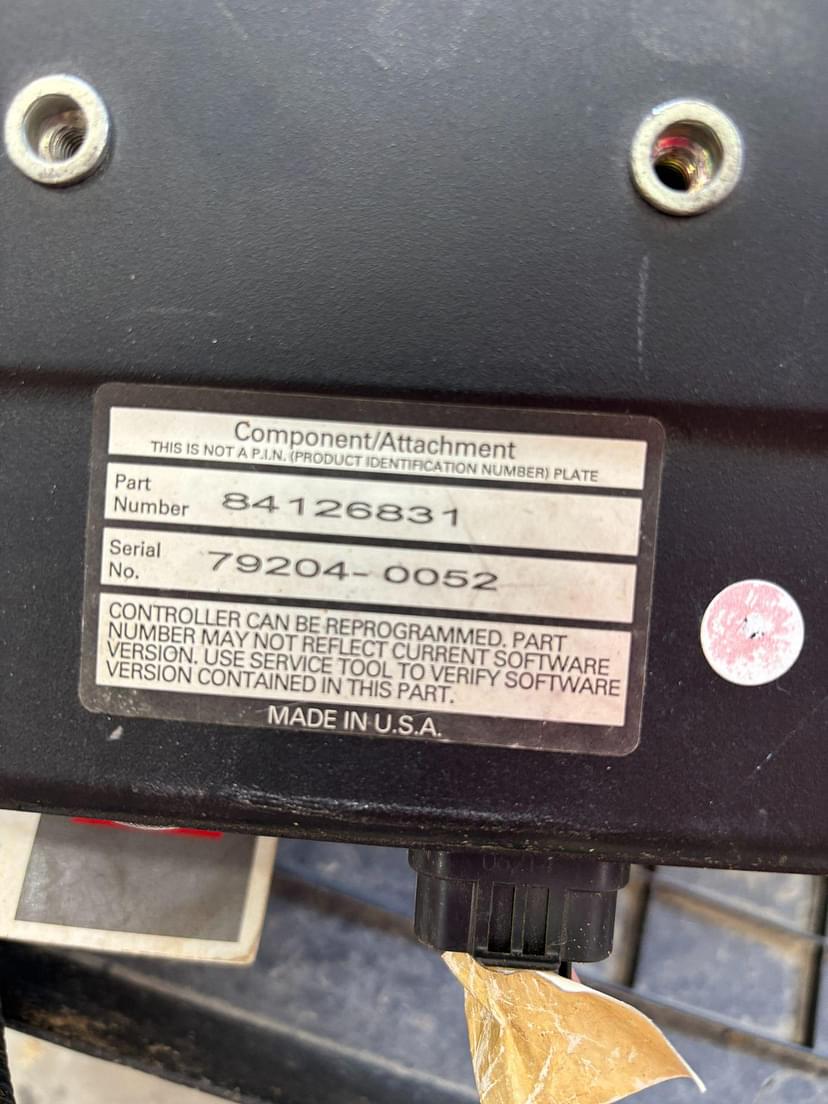 Component/Attachment
THIS IS NOT A P.I.N. (PRODUCT IDENTIFICATION NUMBER) PLATE
Part
Number 84126831
Serial
No. 79204-0052
CONTROLLER CAN BE REPROGRAMMED. PART
NUMBER MAY NOT REFLECT CURRENT SOFTWARE
VERSION. USE SERVICE TOOL TO VERIFY SOFTWARE
VERSION CONTAINED IN THIS PART.
MADE IN U.S.A.